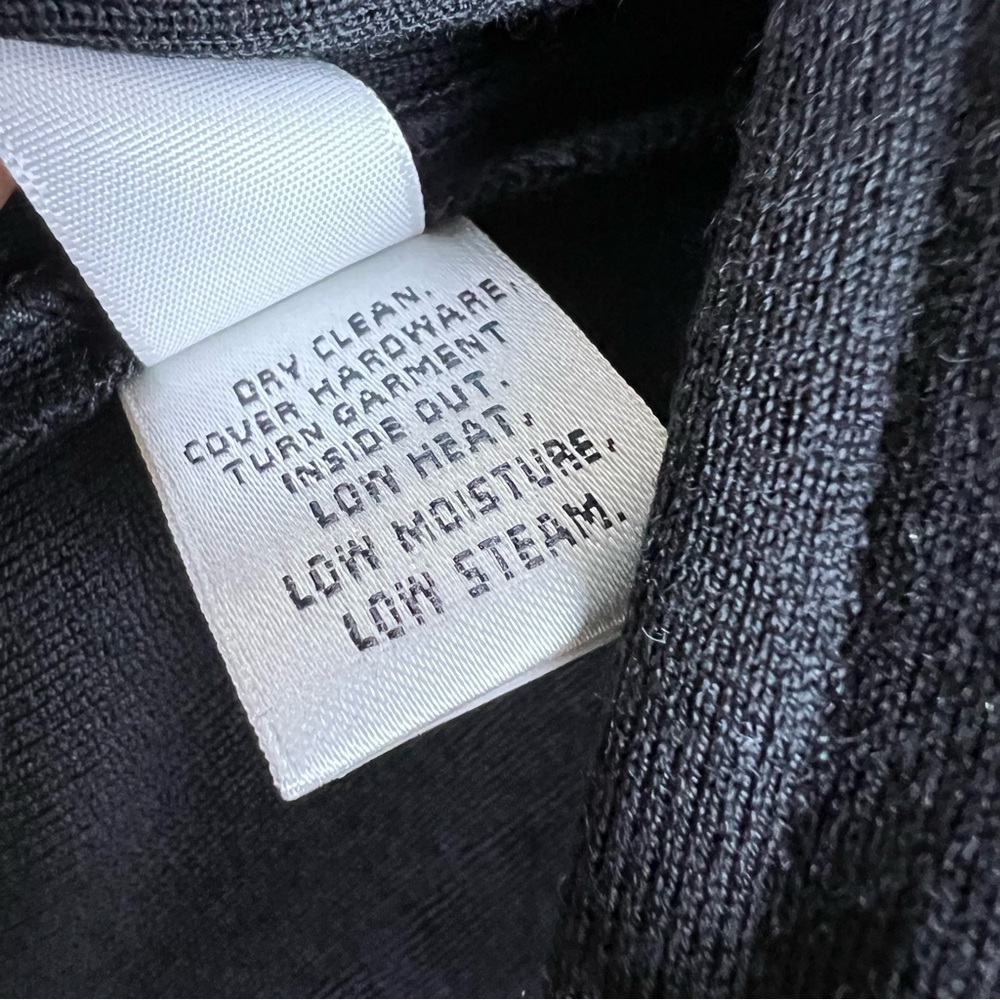 DRY CLEAN.
COVER HARDWARE.
TURN GARMENT
INSIDE OUT.
LOW HEAT.
LOW MOISTURE.
LOW STEAM.